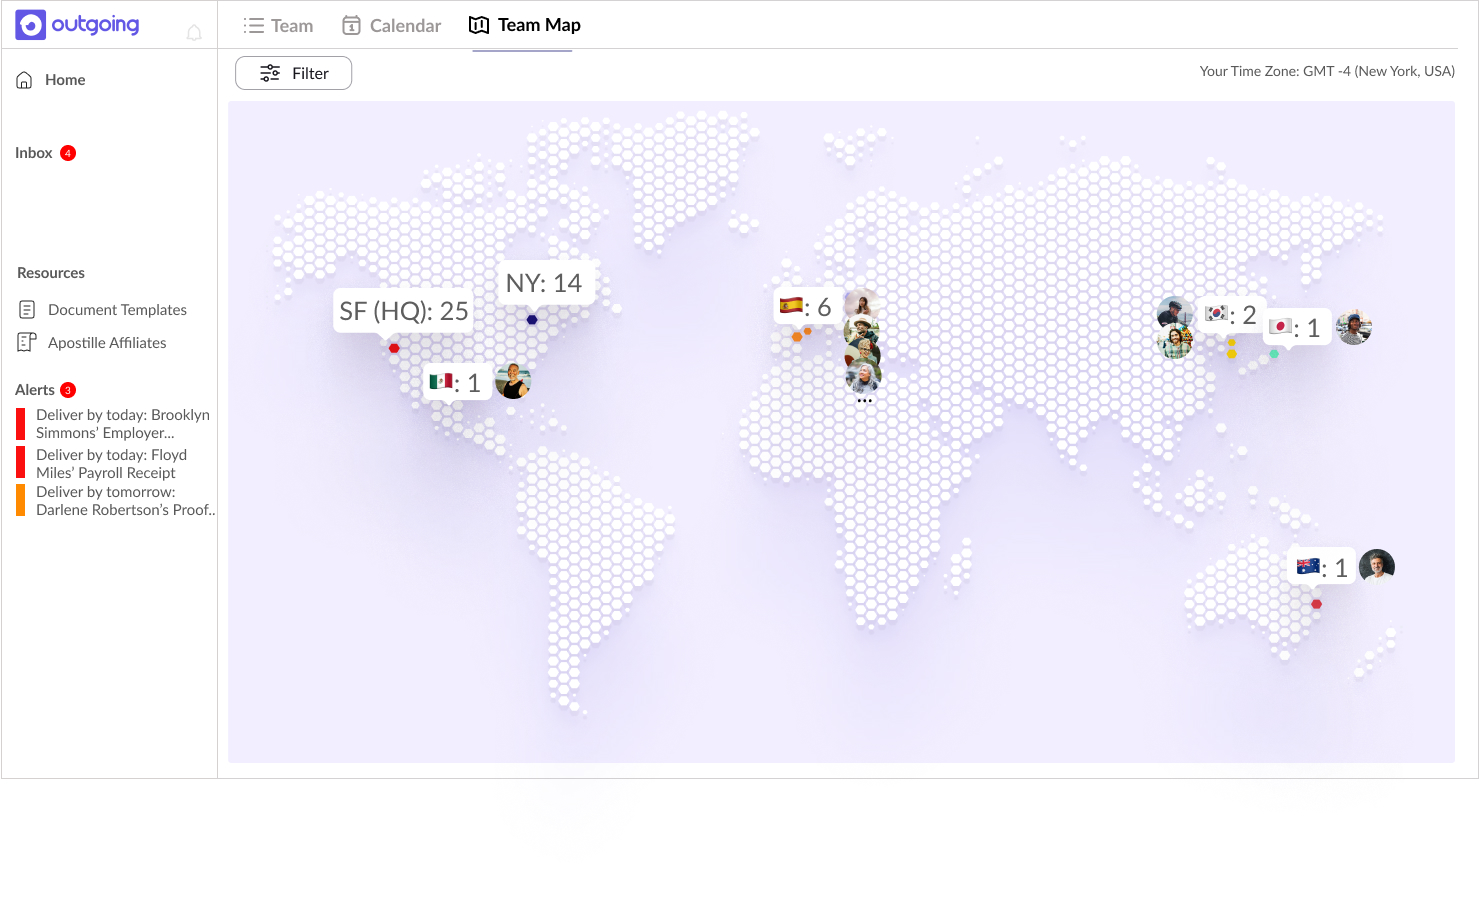 outgoing
Team
Calendar
Team Map
Home
Filter
Your Time Zone: GMT -4 (New York, USA)
Inbox 4
Resources
Document Templates
Apostille Affiliates
Alerts 3
Deliver by today: Brooklyn
Simmons’ Employer...
Deliver by today: Floyd
Miles’ Payroll Receipt
Deliver by tomorrow:
Darlene Robertson’s Proof..
NY: 14
SF (HQ): 25
: 1
: 6
...
: 2
: 1
: 1